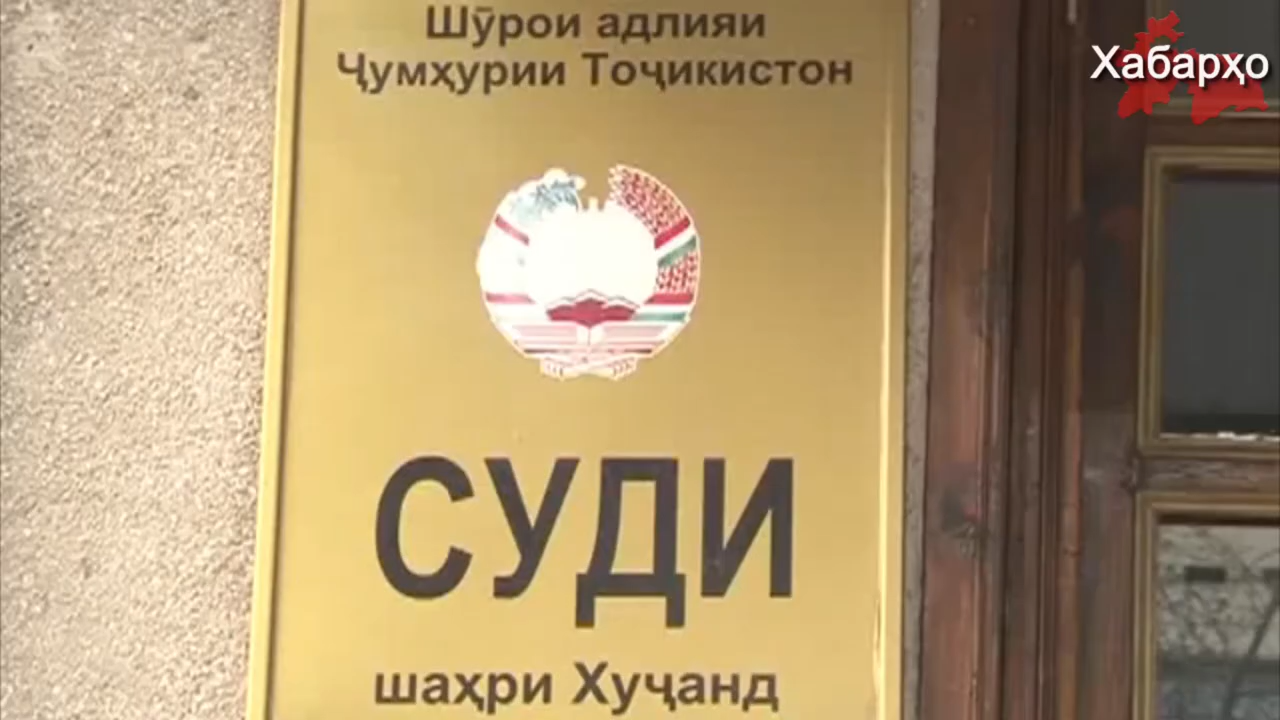 Шӯрои адлияи
Ҷумҳурии Тоҷикистон
Хабарҳо
СУДИ
шаҳри Хуҷанд